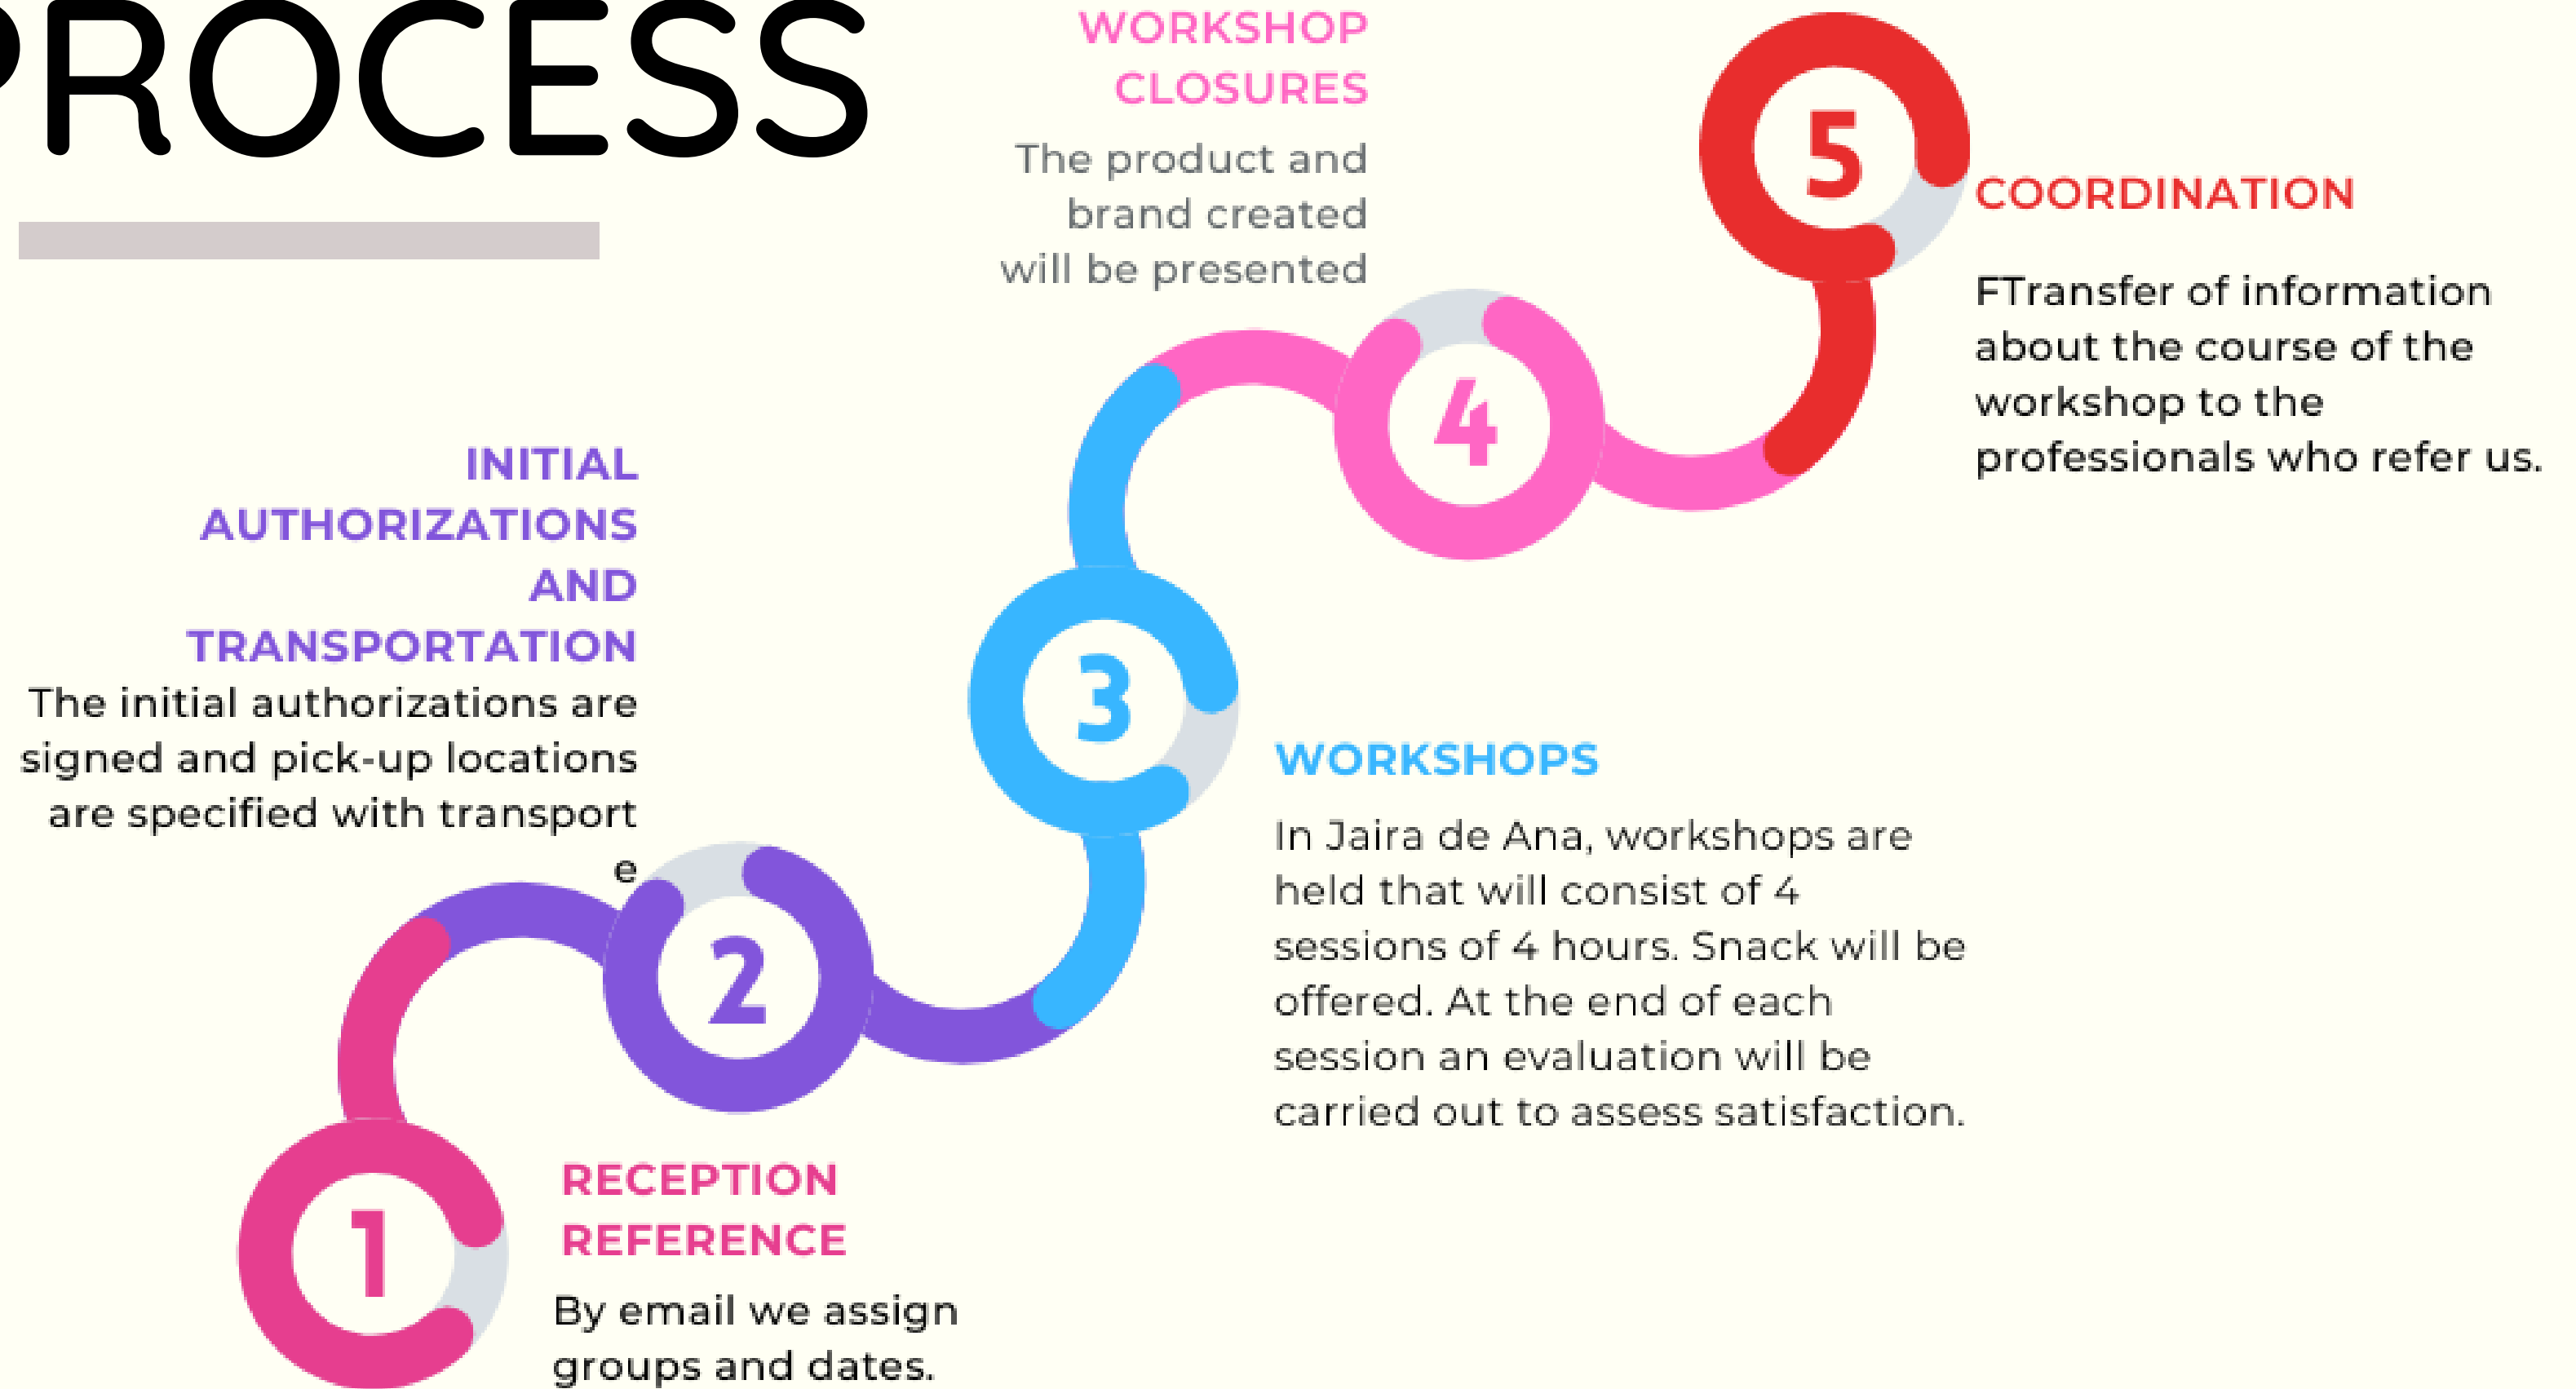 PROCESS
WORKSHOP
CLOSURES
The product and
brand created
will be presented
5
COORDINATION
FTransfer of information
about the course of the
workshop to the
professionals who refer us.
4
INITIAL
AUTHORIZATIONS
AND
TRANSPORTATION
The initial authorizations are
signed and pick-up locations
are specified with transport
e
3
WORKSHOPS
In Jaira de Ana, workshops are
held that will consist of 4
sessions of 4 hours. Snack will be
offered. At the end of each
session an evaluation will be
carried out to assess satisfaction.
2
1
RECEPTION
REFERENCE
By email we assign
groups and dates.